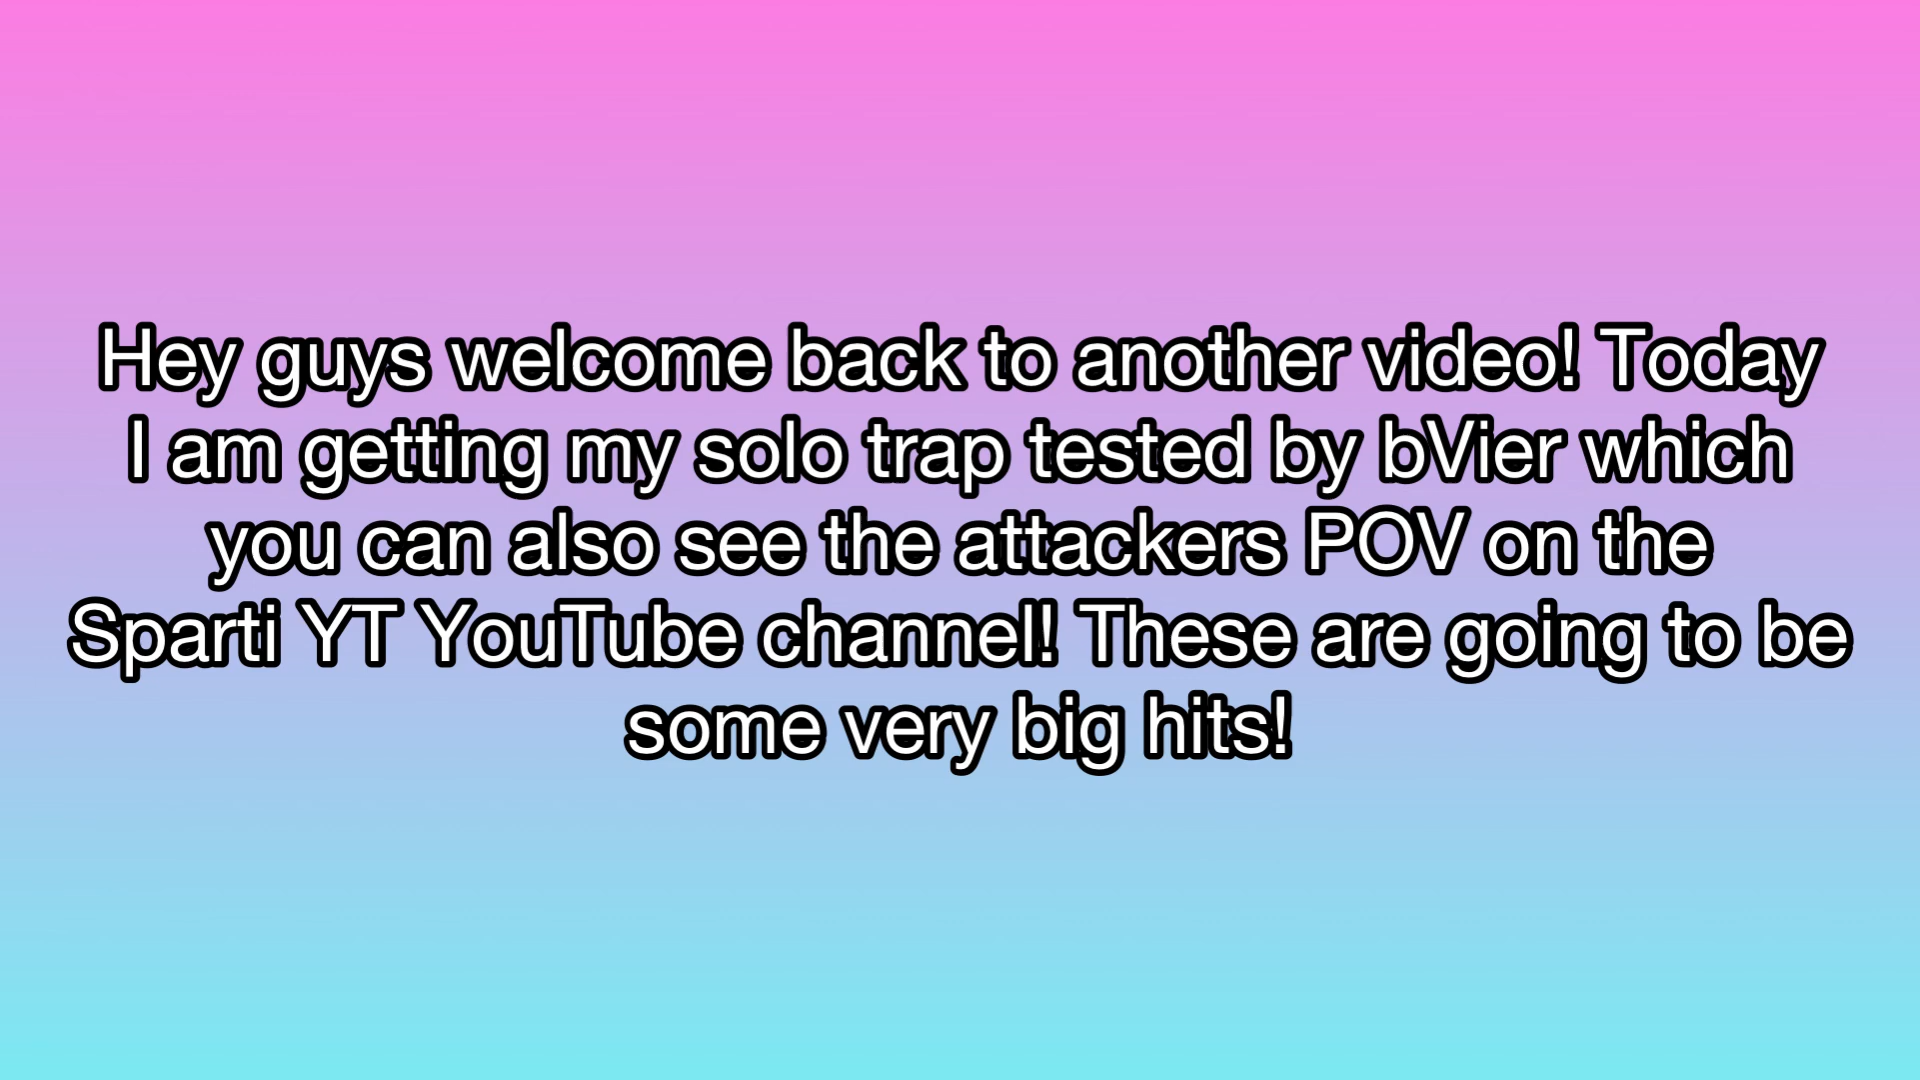 Hey guys welcome back to another video! Today
I am getting my solo trap tested by bVier which
you can also see the attackers POV on the
Sparti YT YouTube channel! These are going to be
some very big hits!